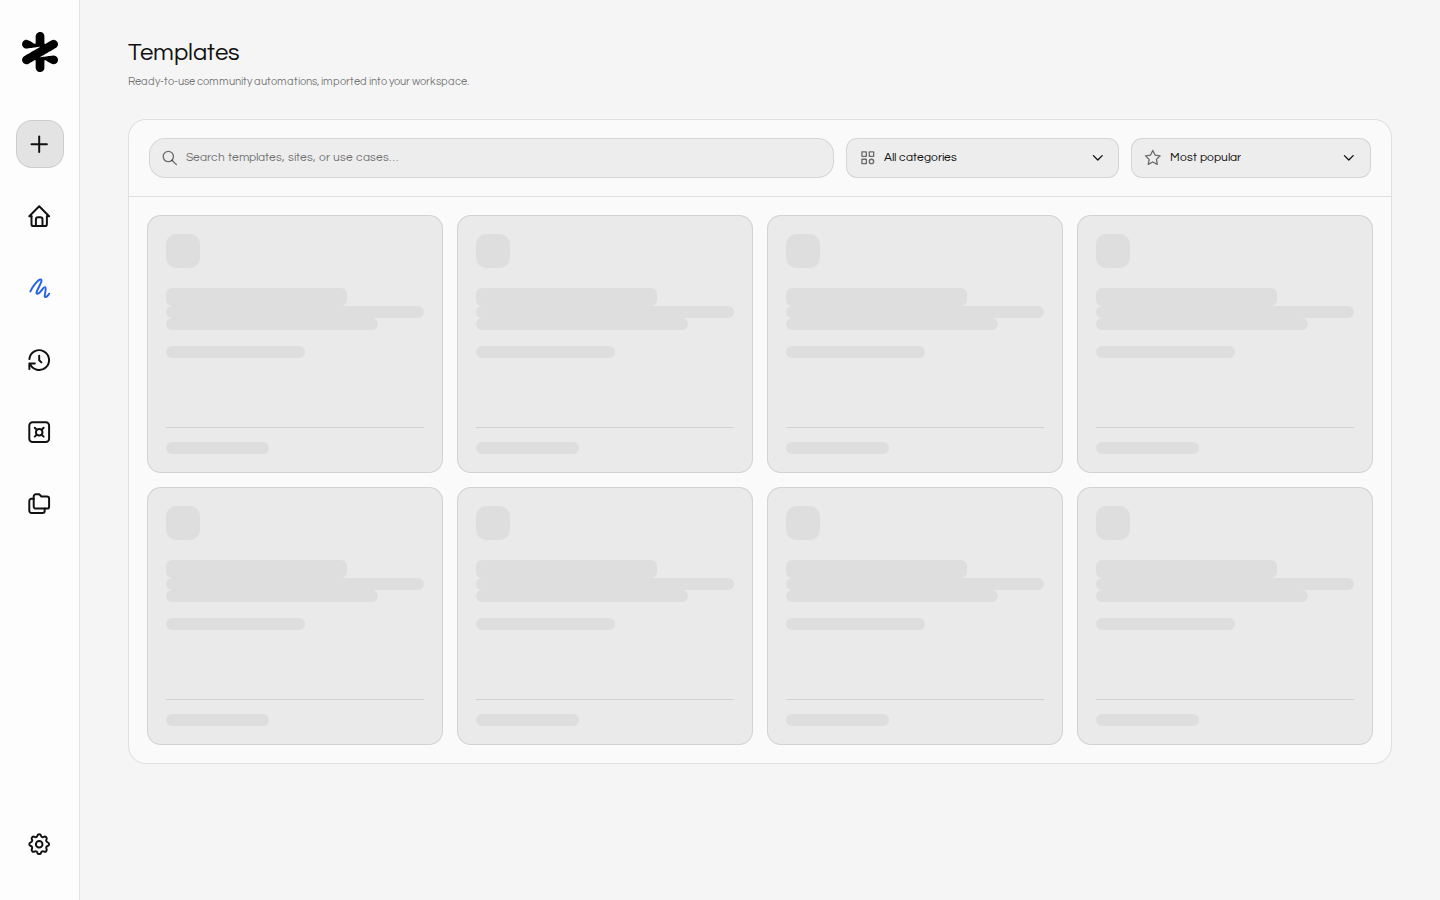 Templates
Ready-to-use community automations, imported into your workspace.
Search templates, sites, or use cases...
All categories
Most popular